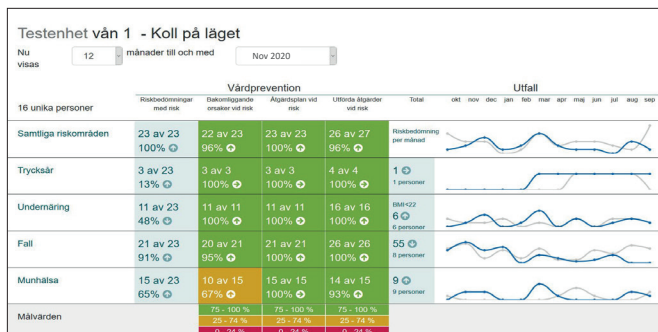 Testenhet vån 1 - Koll på läget
Nu visas 12 månader till och med Nov 2020
Vårdprevention Utfall
16 unika personer Riskbedömningar med risk Bakomliggande orsaker vid risk Åtgärdsplan vid risk Utförda åtgärder vid risk Total okt nov dec jan feb mar apr maj jun jul aug sep
Samtliga riskområden 23 av 23 22 av 23 23 av 23 26 av 27 Riskbedömning per månad
100% 96% 100% 96%
Trycksår 3 av 23 3 av 3 3 av 3 4 av 4 1
13% 100% 100% 100% 1 personer
Undernäring 11 av 23 11 av 11 11 av 11 16 av 16 BMI<22
48% 100% 100% 100% 6
6 personer
Fall 21 av 23 20 av 21 21 av 21 26 av 26 55
91% 95% 100% 100% 8 personer
Munhälsa 15 av 23 10 av 15 15 av 15 14 av 15 9
65% 67% 100% 93% 9 personer
Målvärden 75 - 100 % 75 - 100 % 75 - 100 %
25 - 74 % 25 - 74 % 25 - 74 %
0 - 24 % 0 - 24 % 0 - 24 %